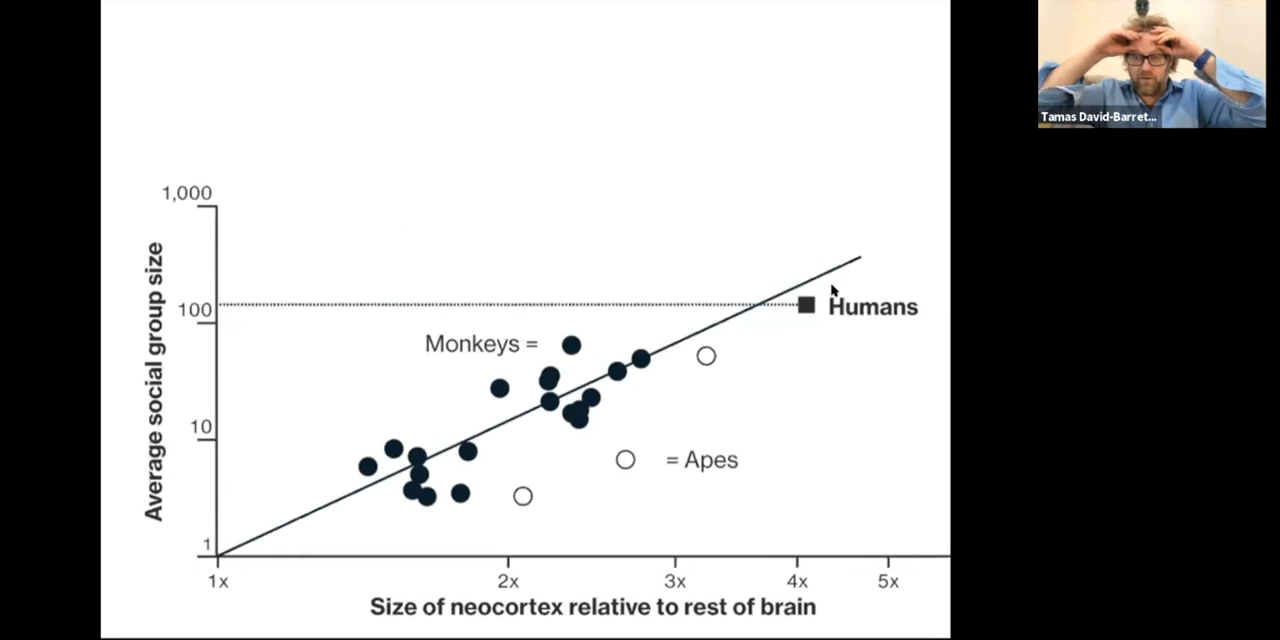 Tamas David-Barret...
1,000
100
10
1
Average social group size
Monkeys =
Humans
= Apes
1x 2x 3x 4x 5x
Size of neocortex relative to rest of brain